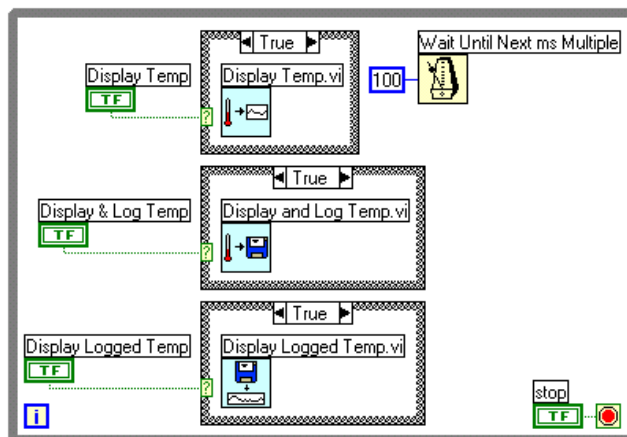 True
Wait Until Next ms Multiple
Display Temp
Display Temp.vi
100
TF
?
True
Display & Log Temp
Display and Log Temp.vi
TF
?
True
Display Logged Temp
Display Logged Temp.vi
TF
?
stop
i
TF